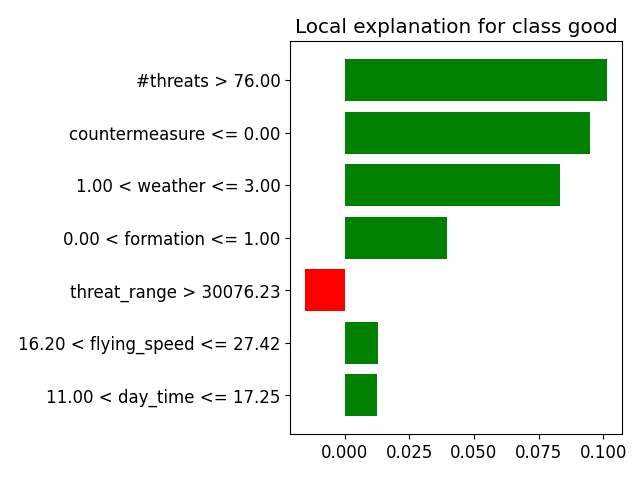 Local explanation for class good
#threats > 76.00
countermeasure <= 0.00
1.00 < weather <= 3.00
0.00 < formation <= 1.00
threat_range > 30076.23
16.20 < flying_speed <= 27.42
11.00 < day_time <= 17.25
0.000 0.025 0.050 0.075 0.100